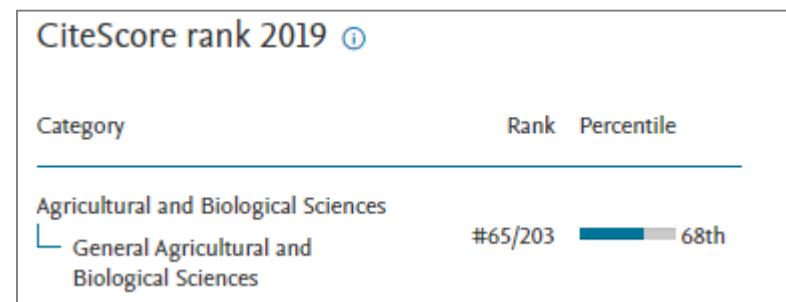 CiteScore rank 2019 ⓘ
Category Rank Percentile
Agricultural and Biological Sciences
General Agricultural and
Biological Sciences
#65/203 68th